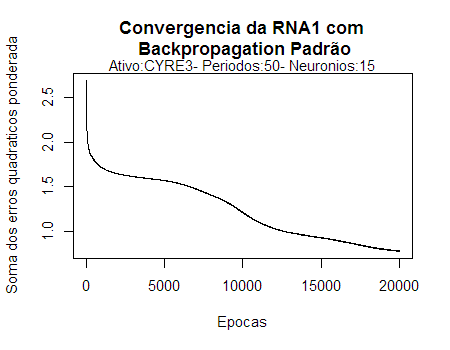 Convergencia da RNA1 com
Backpropagation Padrão
Ativo:CYRE3- Periodos:50- Neuronios:15
Soma dos erros quadraticos ponderada
2.5
2.0
1.5
1.0
0
5000
10000
15000
20000
Epocas